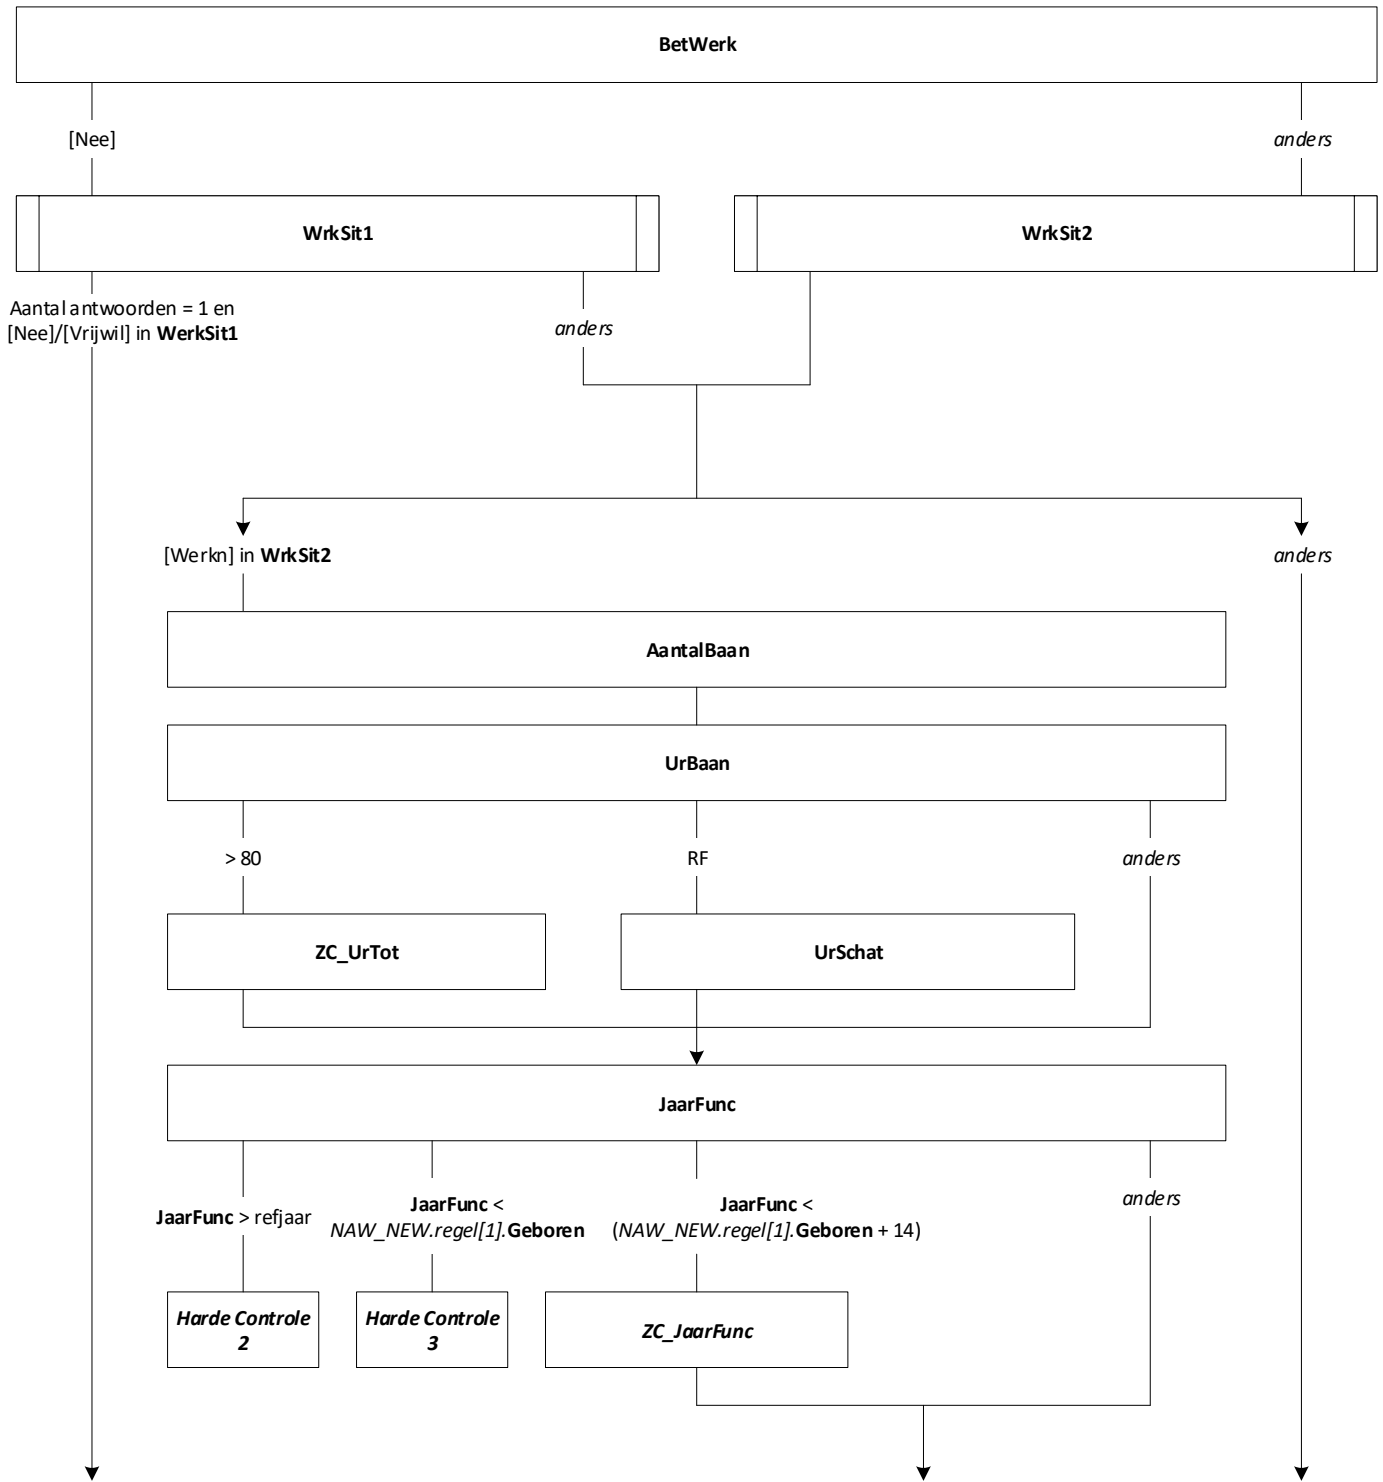 BetWerk
[Nee]
anders
WrkSit1
WrkSit2
Aantal antwoorden = 1 en
[Nee]/[Vrijwil] in WerkSit1
anders
[Werkn] in WrkSit2
anders
AantalBaan
UrBaan
> 80
RF
anders
ZC_UrTot
UrSchat
JaarFunc
JaarFunc > refjaar
JaarFunc <
NAW_NEW.regel[1].Geboren
JaarFunc <
(NAW_NEW.regel[1].Geboren + 14)
anders
Harde Controle
2
Harde Controle
3
ZC_JaarFunc